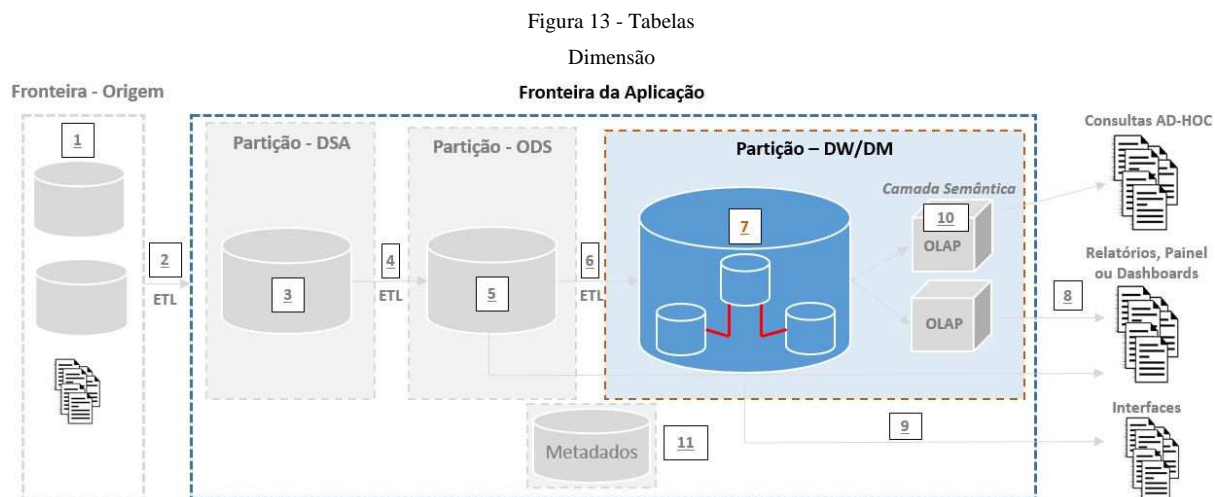 Figura 13 - Tabelas
Dimensão
Fronteira - Origem
Fronteira da Aplicação
1
2
ETL
Partição - DSA
3
4
ETL
Partição - ODS
5
6
ETL
Partição – DW/DM
7
Camada Semântica
10
OLAP
OLAP
Consultas AD-HOC
Relatórios, Painel
ou Dashboards
8
Interfaces
9
Metadados
11